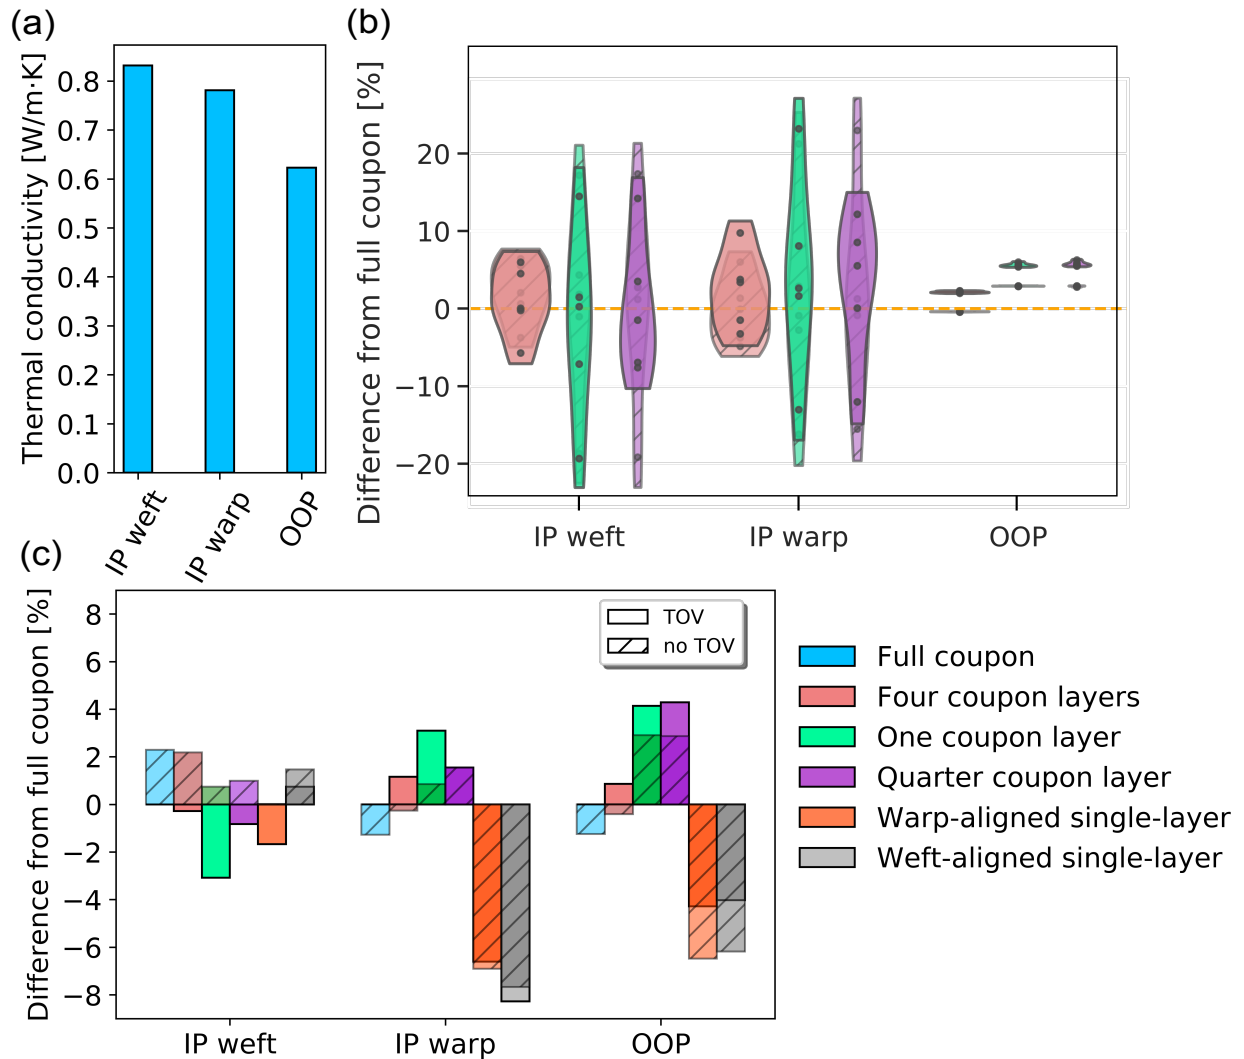 (a)
Thermal conductivity [W/m·K]
0.8
0.7
0.6
0.5
0.4
0.3
0.2
0.1
0.0
IP weft
IP warp
OOP
(b)
Difference from full coupon [%]
20
10
0
−10
−20
IP weft
IP warp
OOP
(c)
Difference from full coupon [%]
8
6
4
2
0
−2
−4
−6
−8
IP weft
IP warp
OOP
TOV
no TOV
Full coupon
Four coupon layers
One coupon layer
Quarter coupon layer
Warp-aligned single-layer
Weft-aligned single-layer